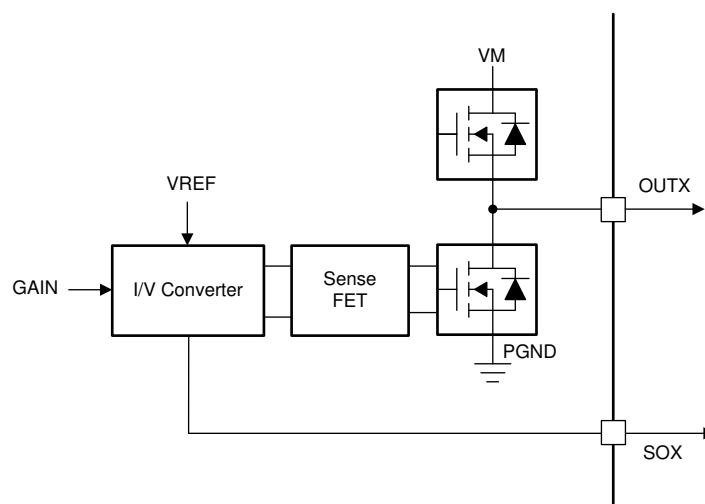 VM
VREF
OUTX
GAIN
I/V Converter
Sense
FET
PGND
SOX